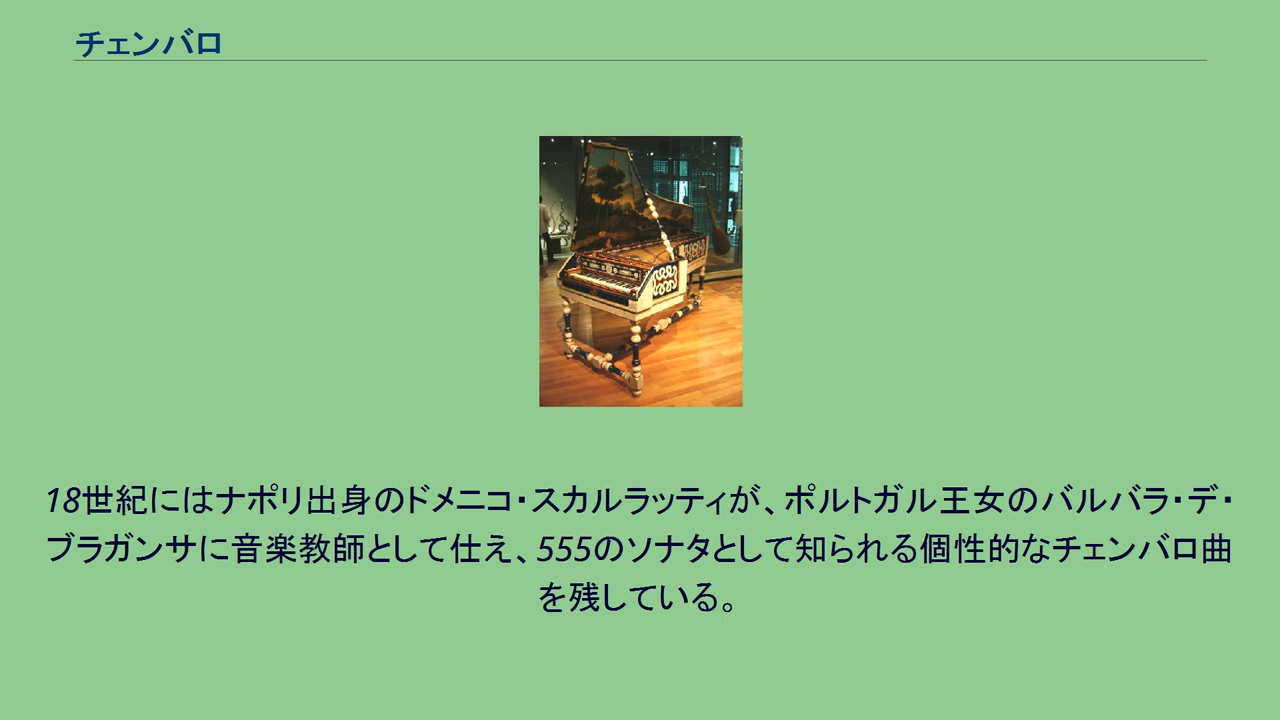 チェンバロ
18世紀にはナポリ出身のドメニコ・スカルラッティが、ポルトガル王女のバルバラ・デ・
ブラガンサに音楽教師として仕え、555のソナタとして知られる個性的なチェンバロ曲
を残している。